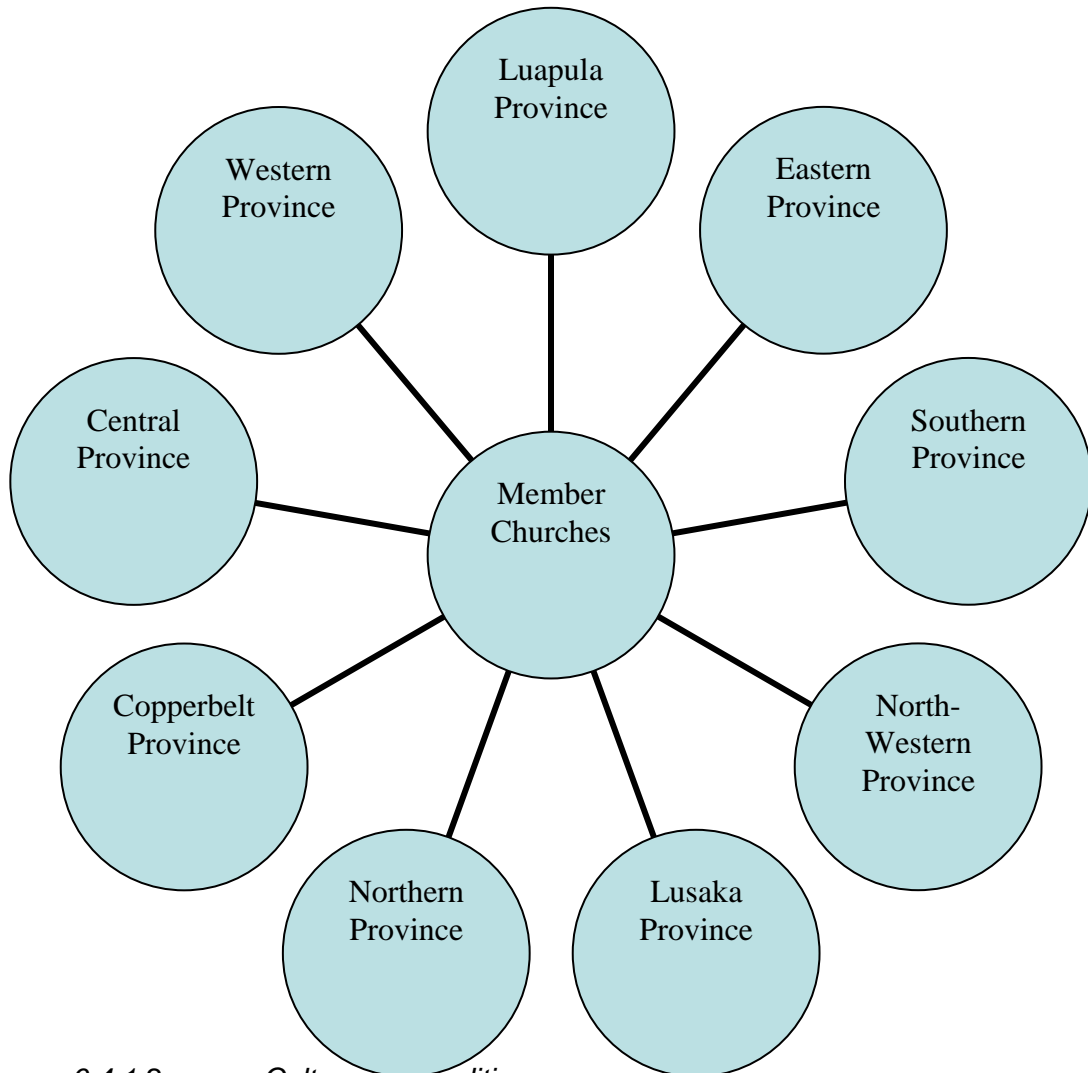 Luapula
Province
Western
Province
Eastern
Province
Central
Province
Southern
Province
Member
Churches
Copperbelt
Province
North-
Western
Province
Northern
Province
Lusaka
Province